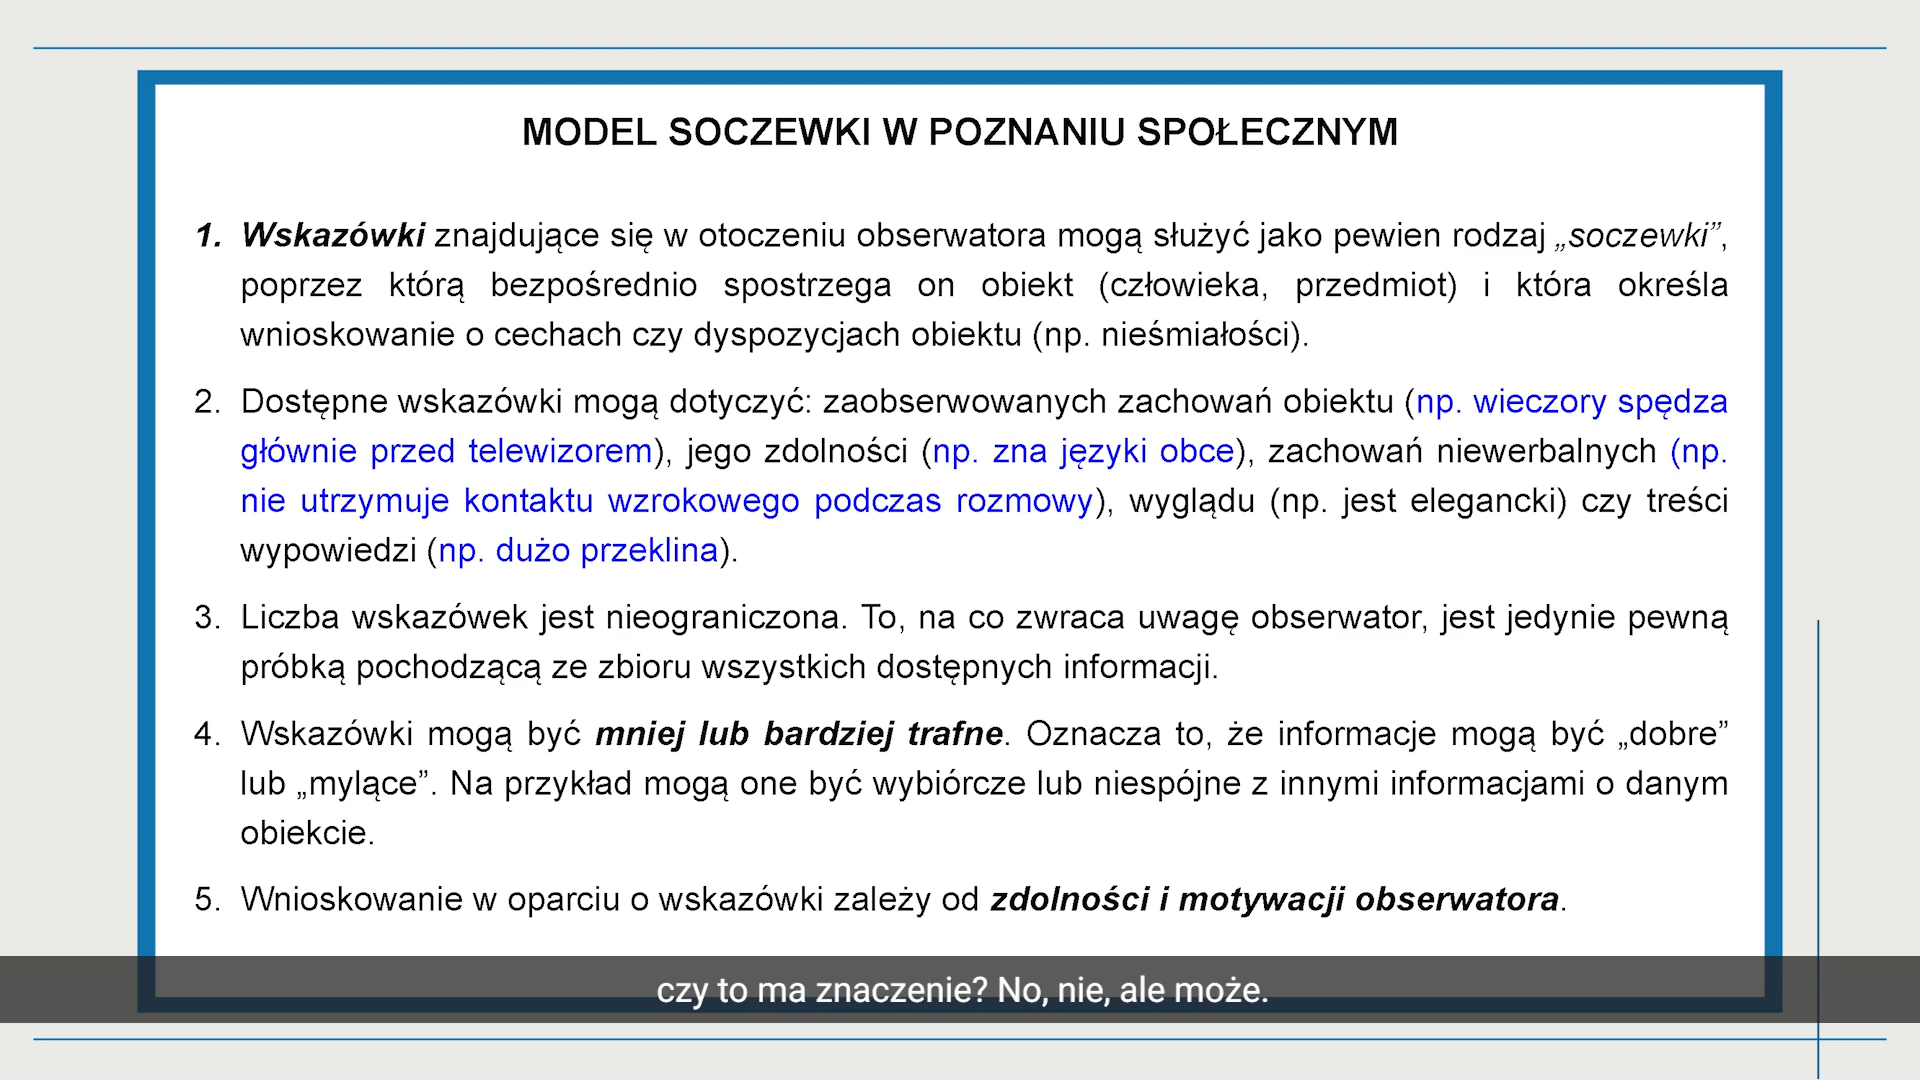 MODEL SOCZEWKI W POZNANIU SPOŁECZNYM
1. Wskazówki znajdujące się w otoczeniu obserwatora mogą służyć jako pewien rodzaj „soczewki”,
poprzez którą bezpośrednio spostrzega on obiekt (człowieka, przedmiot) i która określa
wnioskowanie o cechach czy dyspozycjach obiektu (np. nieśmiałości).
2. Dostępne wskazówki mogą dotyczyć: zaobserwowanych zachowań obiektu (np. wieczory spędza
głównie przed telewizorem), jego zdolności (np. zna języki obce), zachowań niewerbalnych (np.
nie utrzymuje kontaktu wzrokowego podczas rozmowy), wyglądu (np. jest elegancki) czy treści
wypowiedzi (np. dużo przeklina).
3. Liczba wskazówek jest nieograniczona. To, na co zwraca uwagę obserwator, jest jedynie pewną
próbką pochodzącą ze zbioru wszystkich dostępnych informacji.
4. Wskazówki mogą być mniej lub bardziej trafne. Oznacza to, że informacje mogą być „dobre”
lub „mylące”. Na przykład mogą one być wybiórcze lub niespójne z innymi informacjami o danym
obiekcie.
5. Wnioskowanie w oparciu o wskazówki zależy od zdolności i motywacji obserwatora.
czy to ma znaczenie? No, nie, ale może.